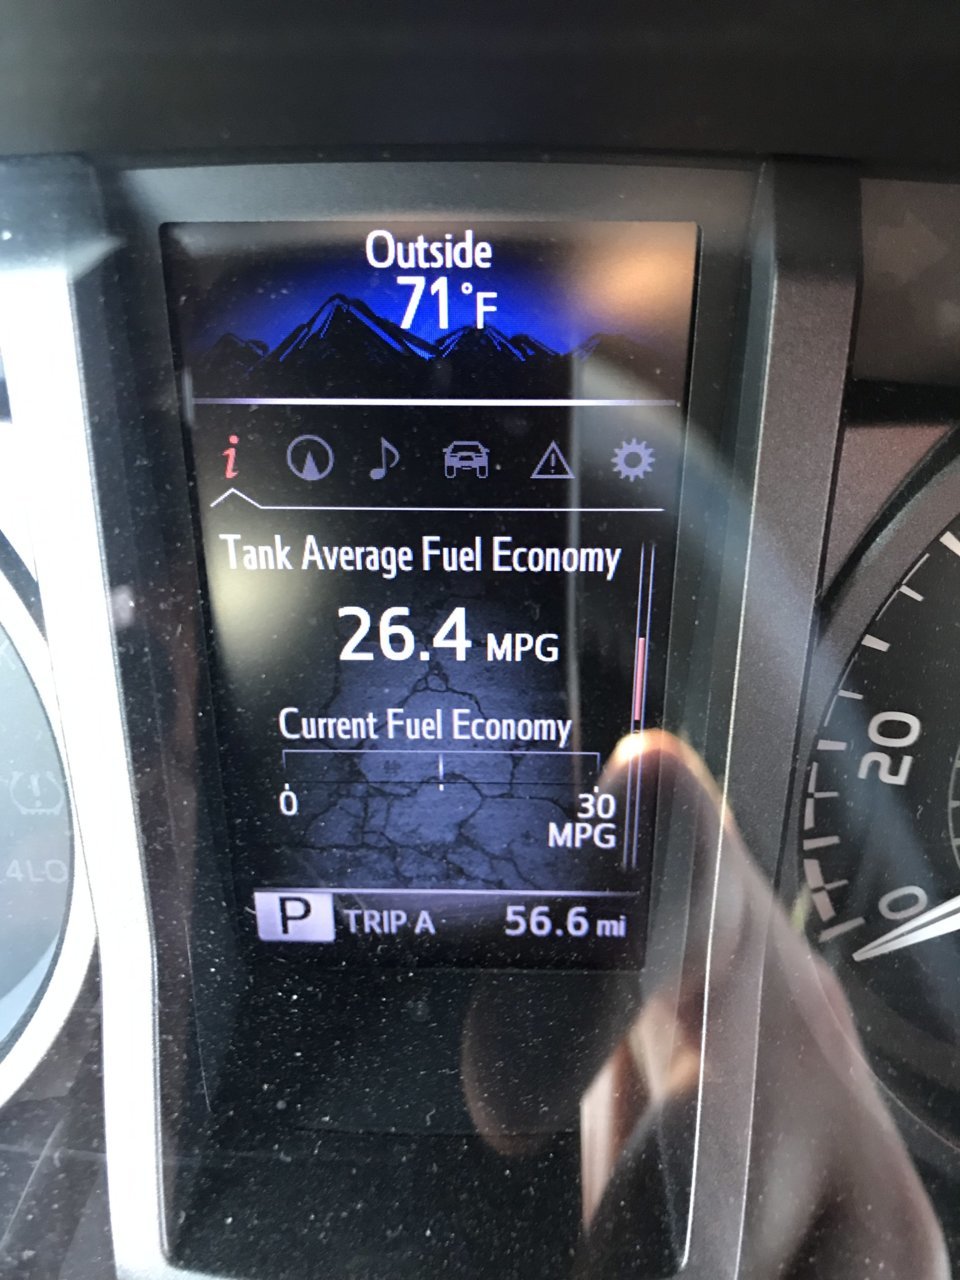 Outside
71°F
i
Tank Average Fuel Economy
26.4 MPG
Current Fuel Economy
0 30
MPG
P TRIP A 56.6 mi
20
0
4LO